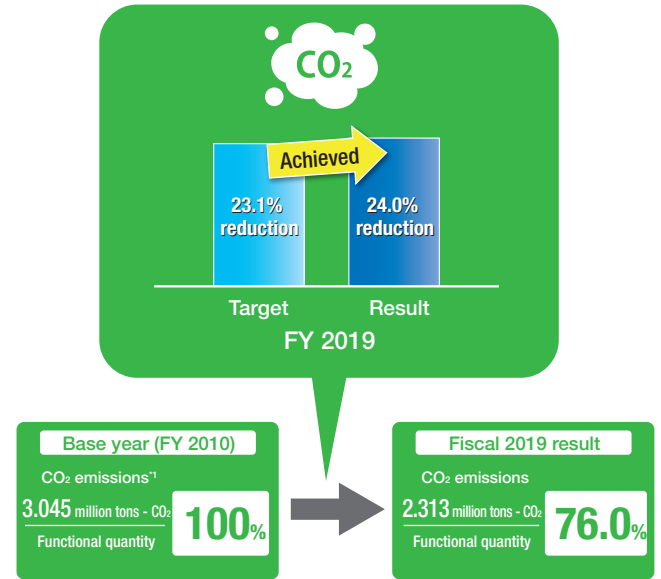 CO₂
Achieved
23.1%
reduction
24.0%
reduction
Target
Result
FY 2019
Base year (FY 2010)
CO₂ emissions*1
3.045 million tons - CO₂
Functional quantity
100%
Fiscal 2019 result
CO₂ emissions
2.313 million tons - CO₂
Functional quantity
76.0%